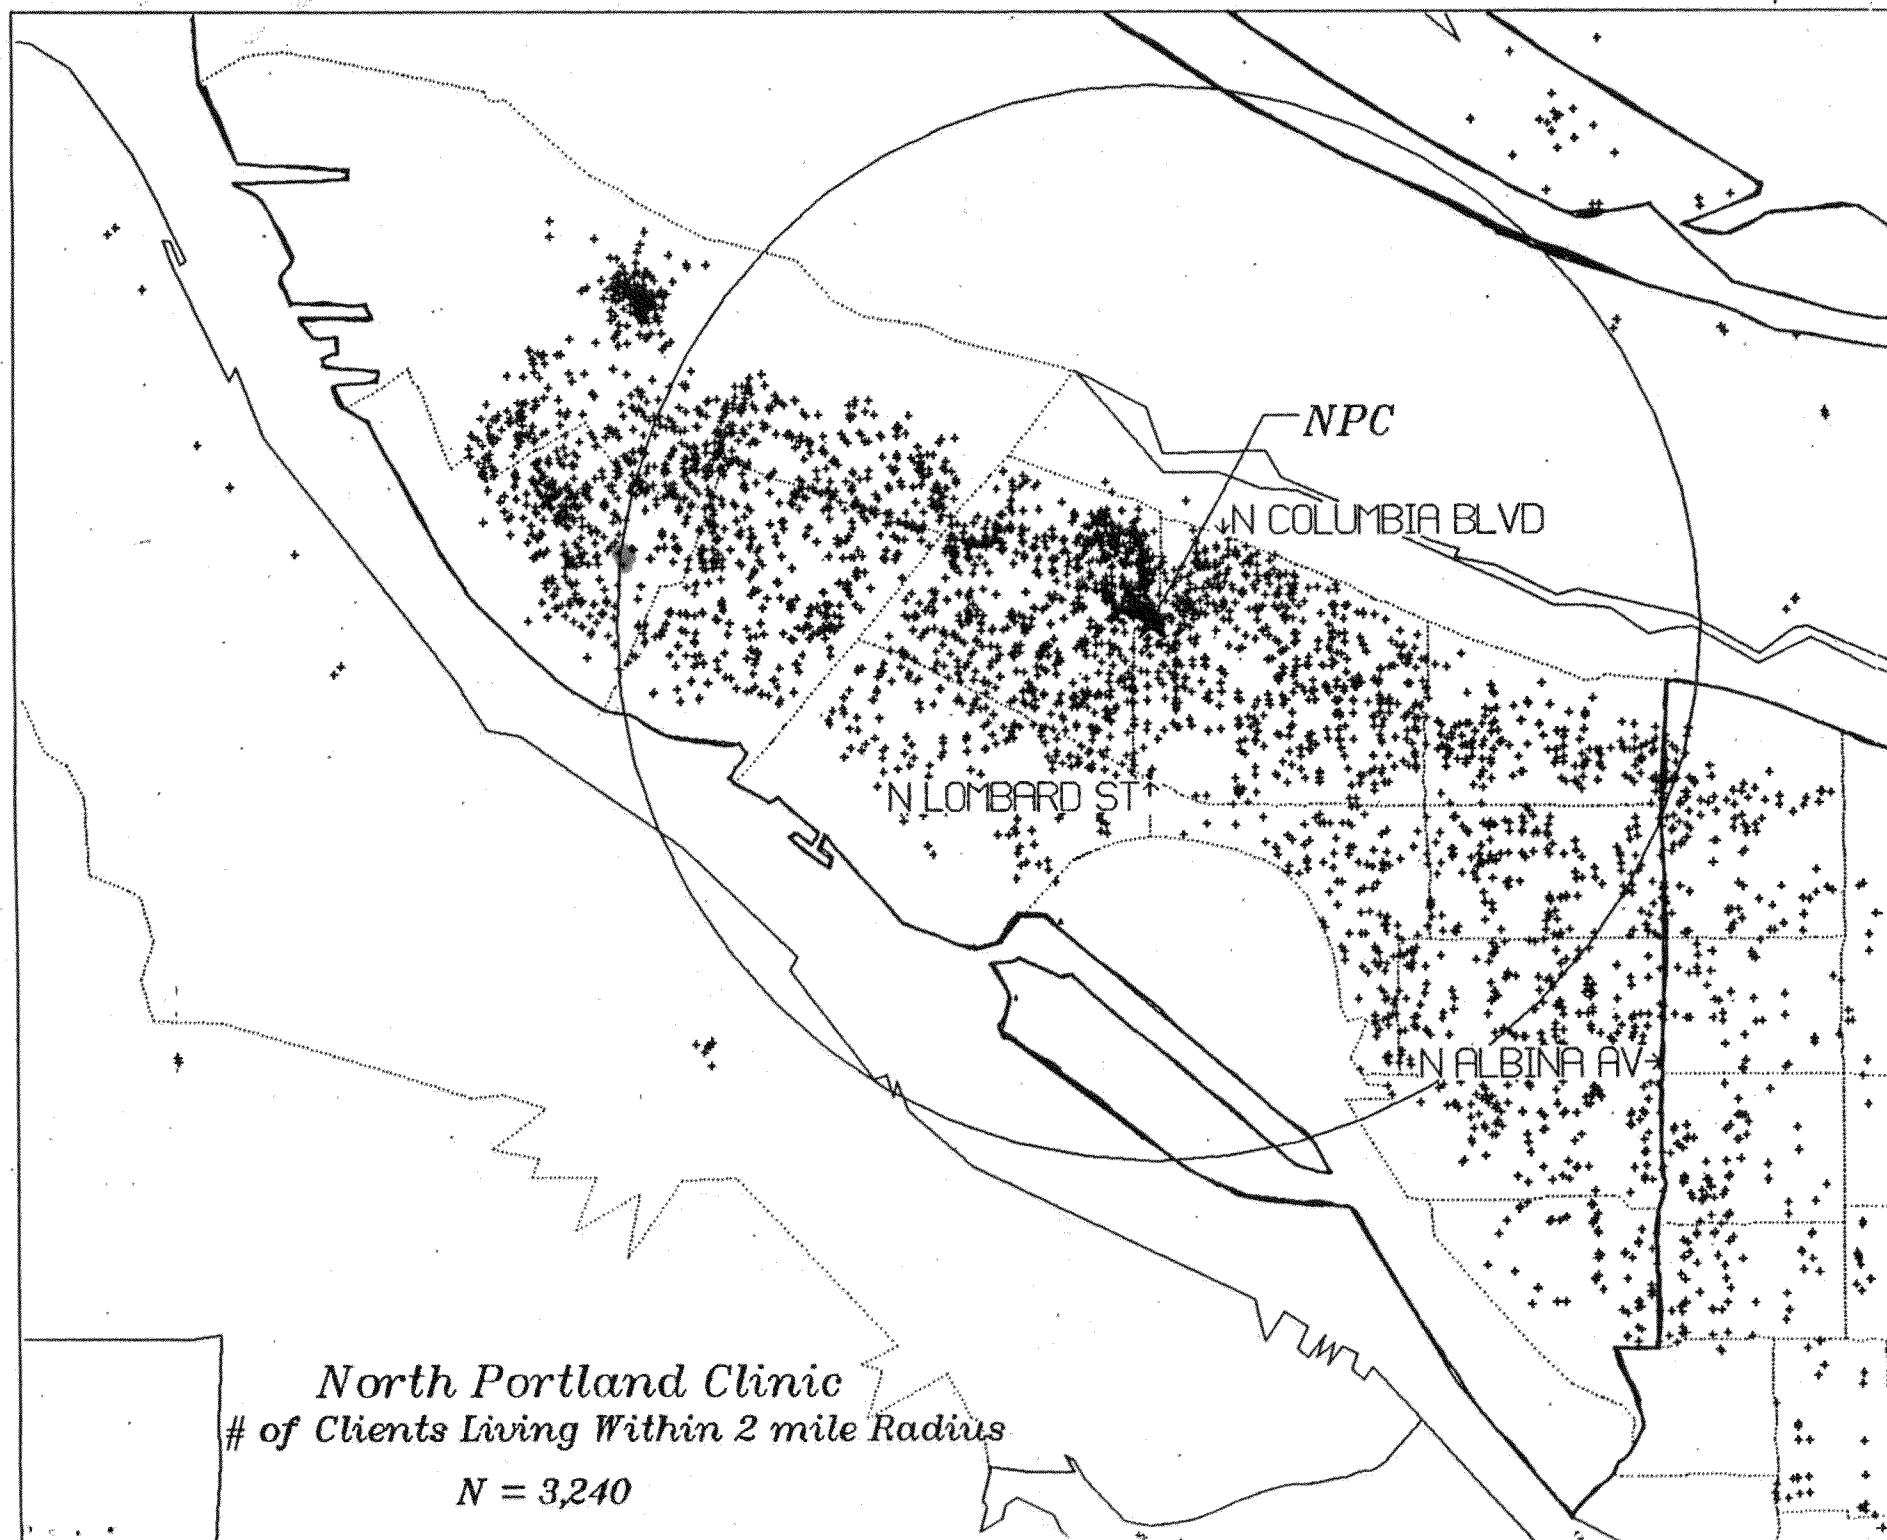 NPC
↓N COLUMBIA BLVD
N LOMBARD ST↑
N ALBINA AV→
North Portland Clinic
# of Clients Living Within 2 mile Radius
N = 3,240